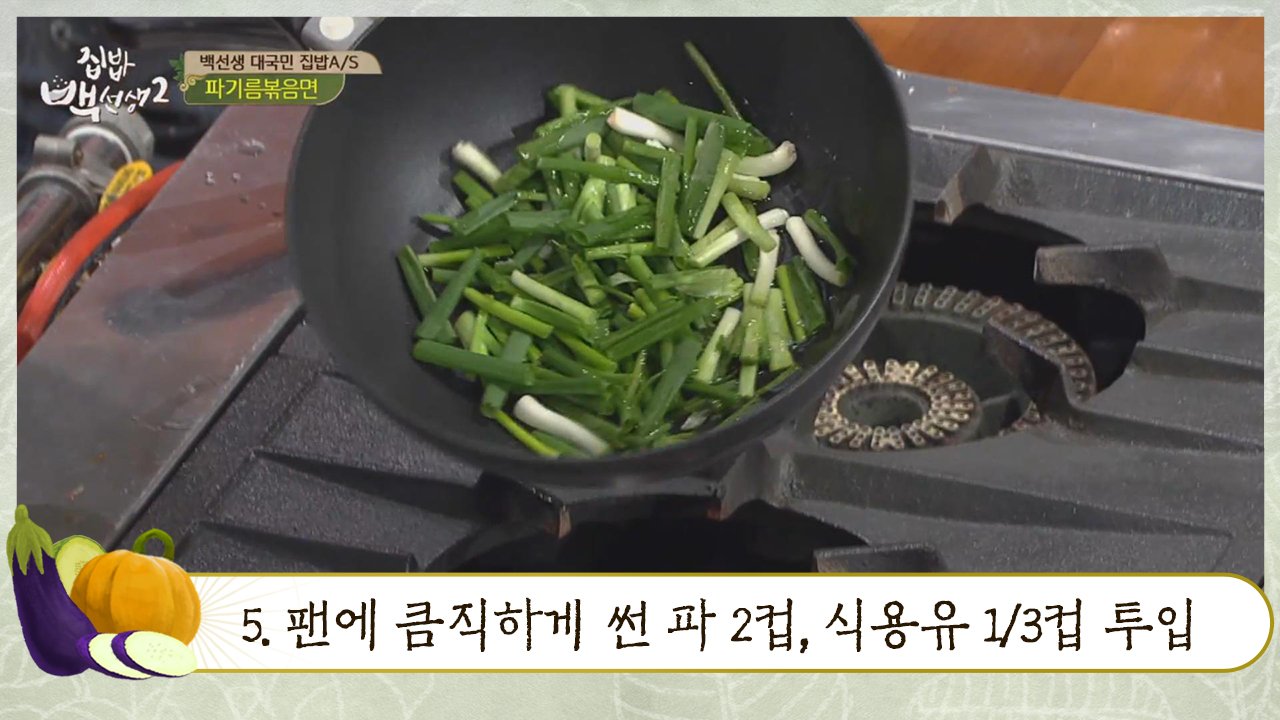 집밥
백선생2
백선생 대국민 집밥A/S
파기름볶음면
5. 팬에 큼직하게 썬 파 2컵, 식용유 1/3컵 투입